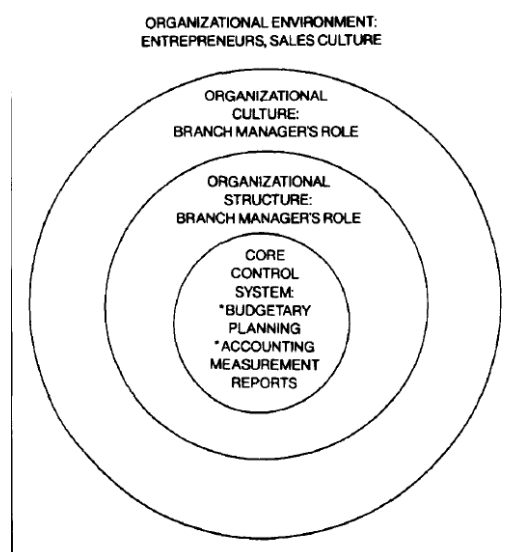 ORGANIZATIONAL ENVIRONMENT:
ENTREPRENEURS, SALES CULTURE
ORGANIZATIONAL
CULTURE:
BRANCH MANAGER'S ROLE
ORGANIZATIONAL
STRUCTURE:
BRANCH MANAGER'S ROLE
CORE
CONTROL
SYSTEM:
*BUDGETARY
PLANNING
*ACCOUNTING
MEASUREMENT
REPORTS